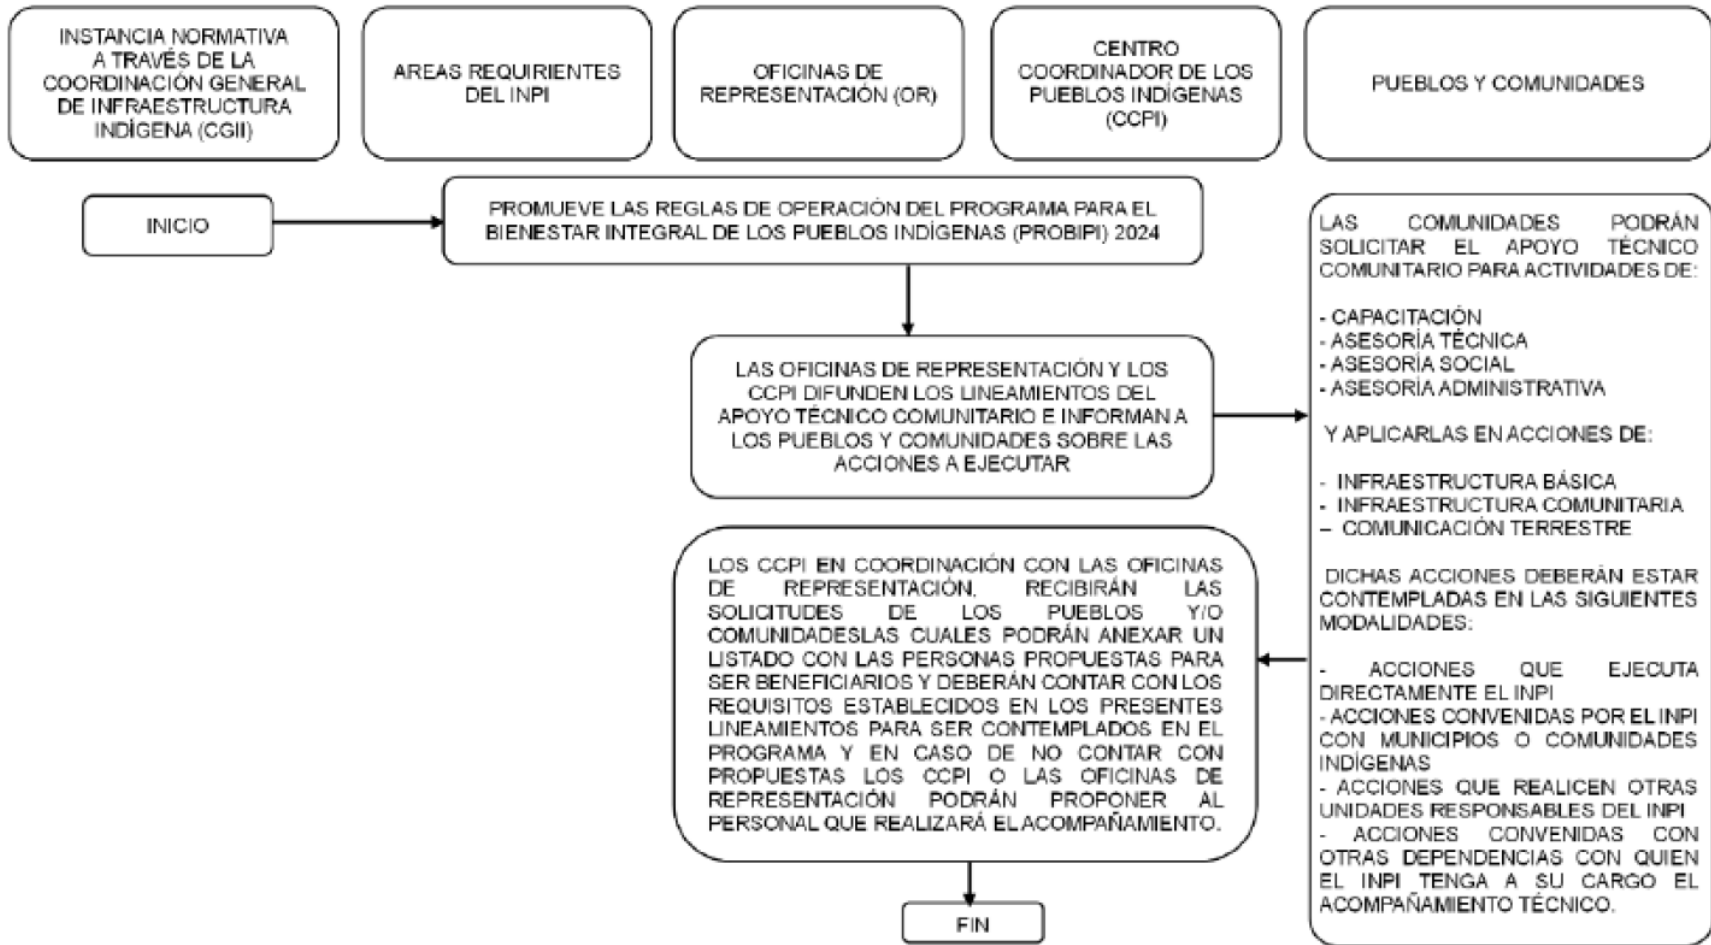 INSTANCIA NORMATIVA
A TRAVÉS DE LA
COORDINACIÓN GENERAL
DE INFRAESTRUCTURA
INDÍGENA (CGII)
AREAS REQUIRIENTES
DEL INPI
OFICINAS DE
REPRESENTACIÓN (OR)
CENTRO
COORDINADOR DE LOS
PUEBLOS INDÍGENAS
(CCPI)
PUEBLOS Y COMUNIDADES
INICIO
PROMUEVE LAS REGLAS DE OPERACIÓN DEL PROGRAMA PARA EL
BIENESTAR INTEGRAL DE LOS PUEBLOS INDÍGENAS (PROBIPI) 2024
LAS OFICINAS DE REPRESENTACIÓN Y LOS
CCPI DIFUNDEN LOS LINEAMIENTOS DEL
APOYO TÉCNICO COMUNITARIO E INFORMAN A
LOS PUEBLOS Y COMUNIDADES SOBRE LAS
ACCIONES A EJECUTAR
LAS COMUNIDADES PODRÁN
SOLICITAR EL APOYO TÉCNICO
COMUNITARIO PARA ACTIVIDADES DE:
- CAPACITACIÓN
- ASESORÍA TÉCNICA
- ASESORÍA SOCIAL
- ASESORÍA ADMINISTRATIVA
Y APLICARLAS EN ACCIONES DE:
- INFRAESTRUCTURA BÁSICA
- INFRAESTRUCTURA COMUNITARIA
– COMUNICACIÓN TERRESTRE
DICHAS ACCIONES DEBERÁN ESTAR
CONTEMPLADAS EN LAS SIGUIENTES
MODALIDADES:
- ACCIONES QUE EJECUTA
DIRECTAMENTE EL INPI
- ACCIONES CONVENIDAS POR EL INPI
CON MUNICIPIOS O COMUNIDADES
INDÍGENAS
- ACCIONES QUE REALICEN OTRAS
UNIDADES RESPONSABLES DEL INPI
- ACCIONES CONVENIDAS CON
OTRAS DEPENDENCIAS CON QUIEN
EL INPI TENGA A SU CARGO EL
ACOMPAÑAMIENTO TÉCNICO.
LOS CCPI EN COORDINACIÓN CON LAS OFICINAS
DE REPRESENTACIÓN, RECIBIRÁN LAS
SOLICITUDES DE LOS PUEBLOS Y/O
COMUNIDADESLAS CUALES PODRÁN ANEXAR UN
LISTADO CON LAS PERSONAS PROPUESTAS PARA
SER BENEFICIARIOS Y DEBERÁN CONTAR CON LOS
REQUISITOS ESTABLECIDOS EN LOS PRESENTES
LINEAMIENTOS PARA SER CONTEMPLADOS EN EL
PROGRAMA Y EN CASO DE NO CONTAR CON
PROPUESTAS LOS CCPI O LAS OFICINAS DE
REPRESENTACIÓN PODRÁN PROPONER AL
PERSONAL QUE REALIZARÁ EL ACOMPAÑAMIENTO.
FIN